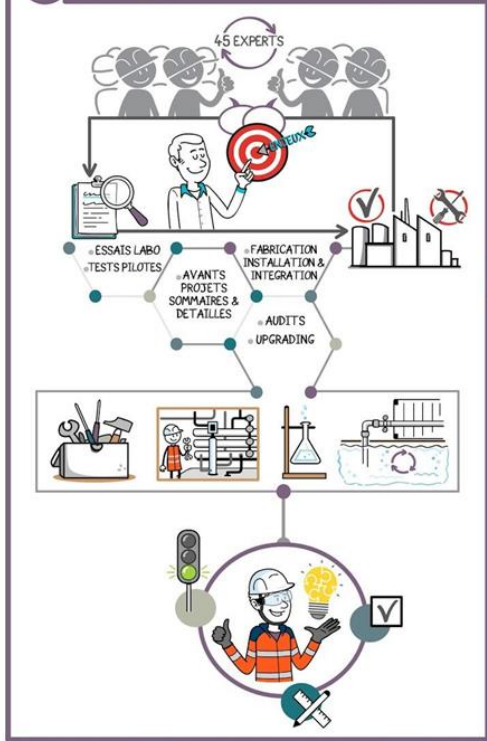 45 EXPERTS
ENJEUX
ESSAIS LABO
TESTS PILOTES
AVANTS
PROJETS
SOMMAIRES &
DETAILLES
FABRICATION
INSTALLATION &
INTEGRATION
AUDITS
UPGRADING